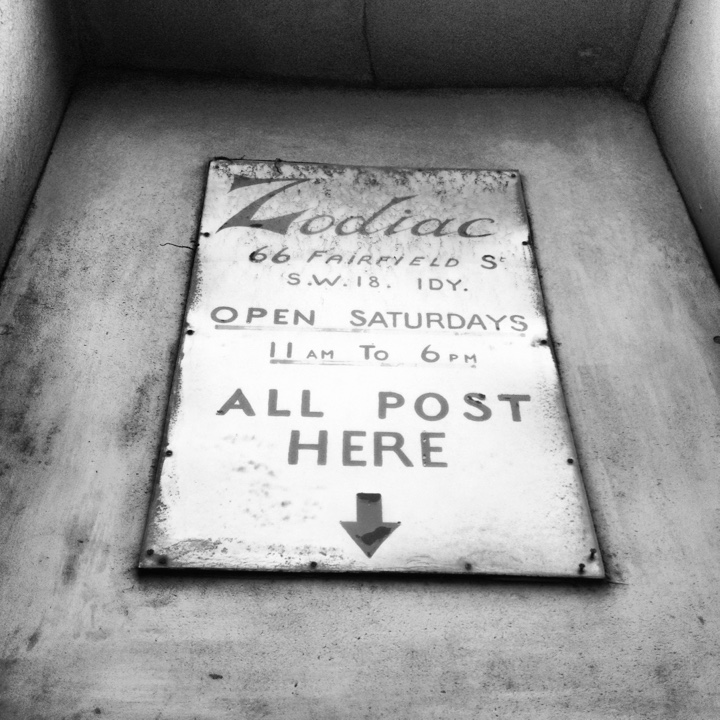 Zodiac
66 FAIRFIELD St
S.W.18. 1DY.
OPEN SATURDAYS
11 AM TO 6 PM
ALL POST
HERE